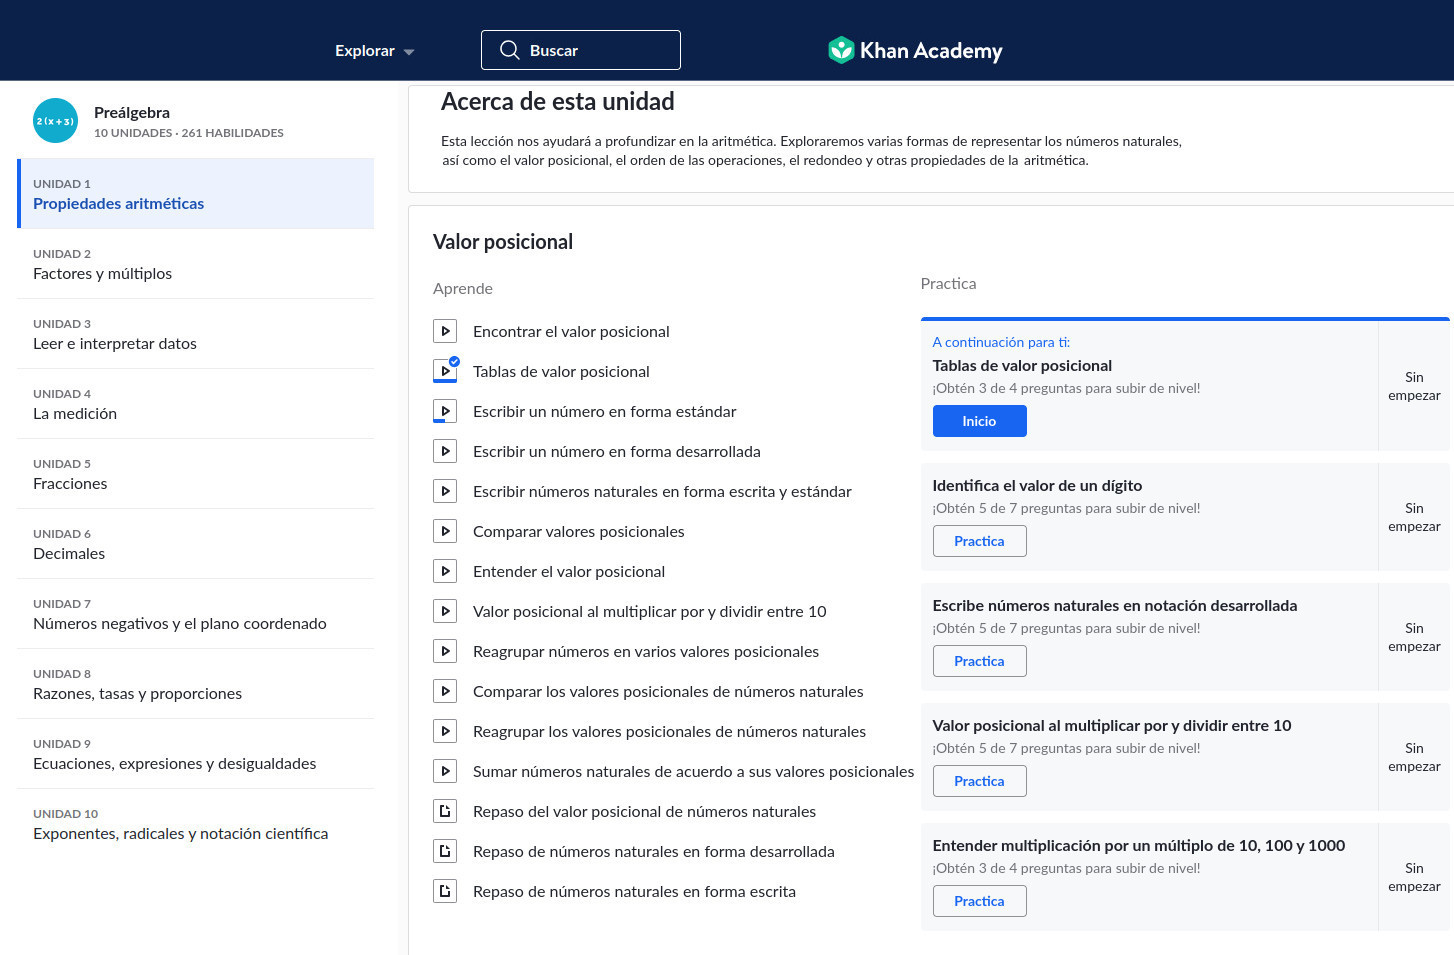 Explorar
Buscar
Khan Academy
2(x+3)
Preálgebra
10 UNIDADES · 261 HABILIDADES
UNIDAD 1
Propiedades aritméticas
UNIDAD 2
Factores y múltiplos
UNIDAD 3
Leer e interpretar datos
UNIDAD 4
La medición
UNIDAD 5
Fracciones
UNIDAD 6
Decimales
UNIDAD 7
Números negativos y el plano coordenado
UNIDAD 8
Razones, tasas y proporciones
UNIDAD 9
Ecuaciones, expresiones y desigualdades
UNIDAD 10
Exponentes, radicales y notación científica
Acerca de esta unidad
Esta lección nos ayudará a profundizar en la aritmética. Exploraremos varias formas de representar los números naturales,
así como el valor posicional, el orden de las operaciones, el redondeo y otras propiedades de la aritmética.
Valor posicional
Aprende
Encontrar el valor posicional
Tablas de valor posicional
Escribir un número en forma estándar
Escribir un número en forma desarrollada
Escribir números naturales en forma escrita y estándar
Comparar valores posicionales
Entender el valor posicional
Valor posicional al multiplicar por y dividir entre 10
Reagrupar números en varios valores posicionales
Comparar los valores posicionales de números naturales
Reagrupar los valores posicionales de números naturales
Sumar números naturales de acuerdo a sus valores posicionales
Repaso del valor posicional de números naturales
Repaso de números naturales en forma desarrollada
Repaso de números naturales en forma escrita
Practica
A continuación para ti:
Tablas de valor posicional
¡Obtén 3 de 4 preguntas para subir de nivel!
Inicio
Sin
empezar
Identifica el valor de un dígito
¡Obtén 5 de 7 preguntas para subir de nivel!
Practica
Sin
empezar
Escribe números naturales en notación desarrollada
¡Obtén 5 de 7 preguntas para subir de nivel!
Practica
Sin
empezar
Valor posicional al multiplicar por y dividir entre 10
¡Obtén 5 de 7 preguntas para subir de nivel!
Practica
Sin
empezar
Entender multiplicación por un múltiplo de 10, 100 y 1000
¡Obtén 3 de 4 preguntas para subir de nivel!
Practica
Sin
empezar